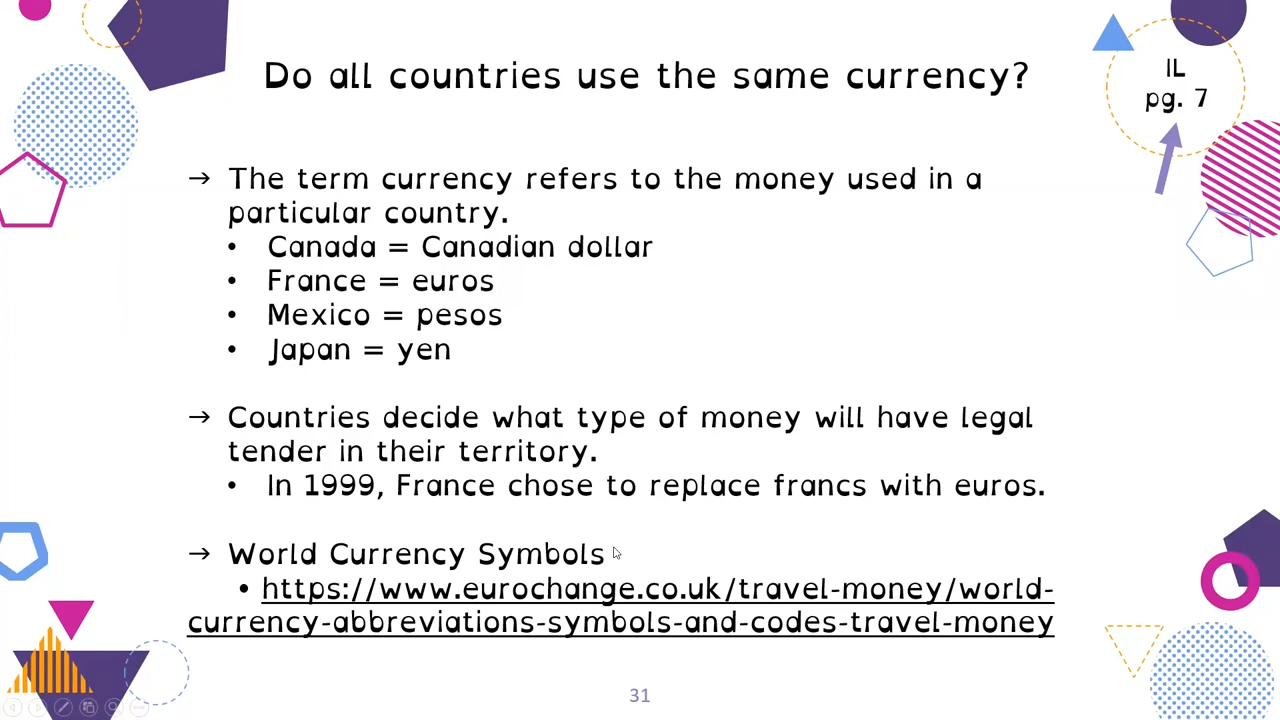 Do all countries use the same currency?
IL
pg. 7
→ The term currency refers to the money used in a
particular country.
• Canada = Canadian dollar
• France = euros
• Mexico = pesos
• Japan = yen
→ Countries decide what type of money will have legal
tender in their territory.
• In 1999, France chose to replace francs with euros.
→ World Currency Symbols
• https://www.eurochange.co.uk/travel-money/world-
currency-abbreviations-symbols-and-codes-travel-money
31